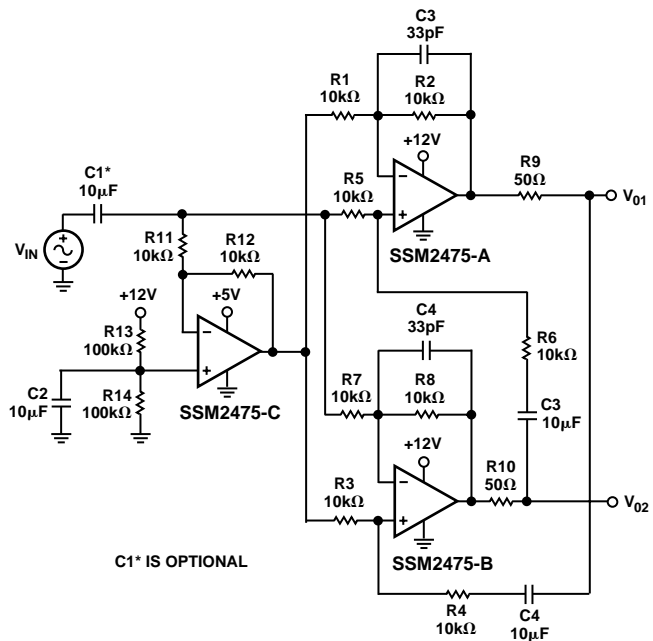 C3
33pF
R1
10kΩ
R2
10kΩ
+12V
C1*
10μF
R5
10kΩ
R9
50Ω
V01
VIN
R11
10kΩ
R12
10kΩ
SSM2475-A
+12V
+5V
C4
33pF
R13
100kΩ
R6
10kΩ
C2
10μF
R14
100kΩ
SSM2475-C
R7
10kΩ
R8
10kΩ
C3
10μF
+12V
R3
10kΩ
R10
50Ω
V02
C1* IS OPTIONAL
SSM2475-B
R4
10kΩ
C4
10μF